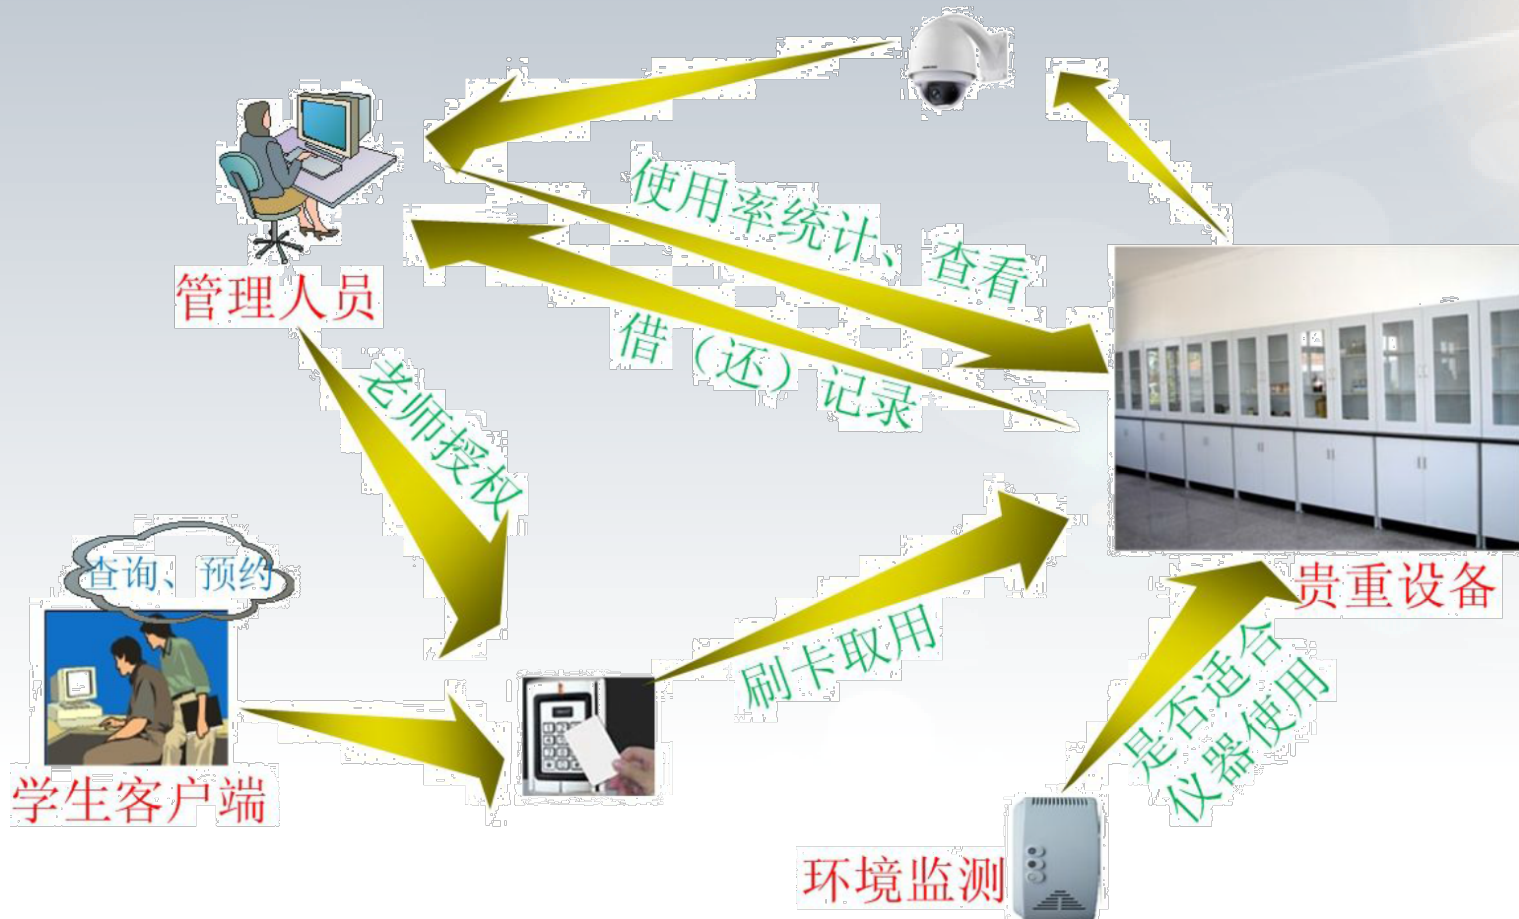 使用率统计、查看
管理人员
借（还）记录
老师授权
查询、预约
贵重设备
刷卡取用
是否适合
仪器使用
学生客户端
环境监测